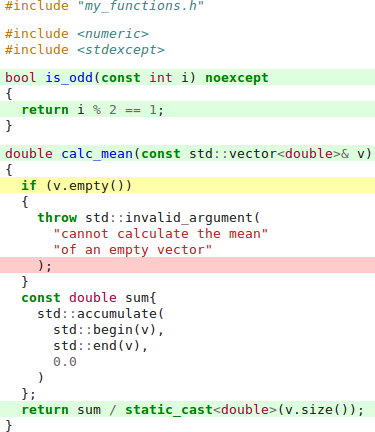 #include "my_functions.h"
#include <numeric>
#include <stdexcept>
bool is_odd(const int i) noexcept
{
  return i % 2 == 1;
}
double calc_mean(const std::vector<double>& v)
{
  if (v.empty())
  {
    throw std::invalid_argument(
      "cannot calculate the mean"
      "of an empty vector"
    );
  }
  const double sum{
    std::accumulate(
      std::begin(v),
      std::end(v),
      0.0
    )
  };
  return sum / static_cast<double>(v.size());
}